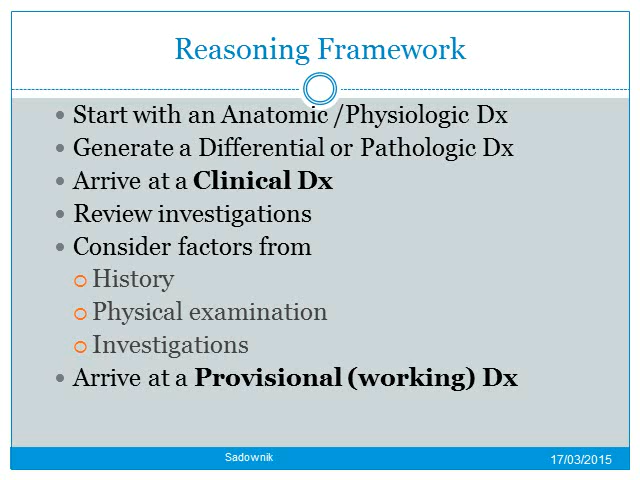 Reasoning Framework
• Start with an Anatomic /Physiologic Dx
• Generate a Differential or Pathologic Dx
• Arrive at a Clinical Dx
• Review investigations
• Consider factors from
History
Physical examination
Investigations
• Arrive at a Provisional (working) Dx
Sadownik
17/03/2015